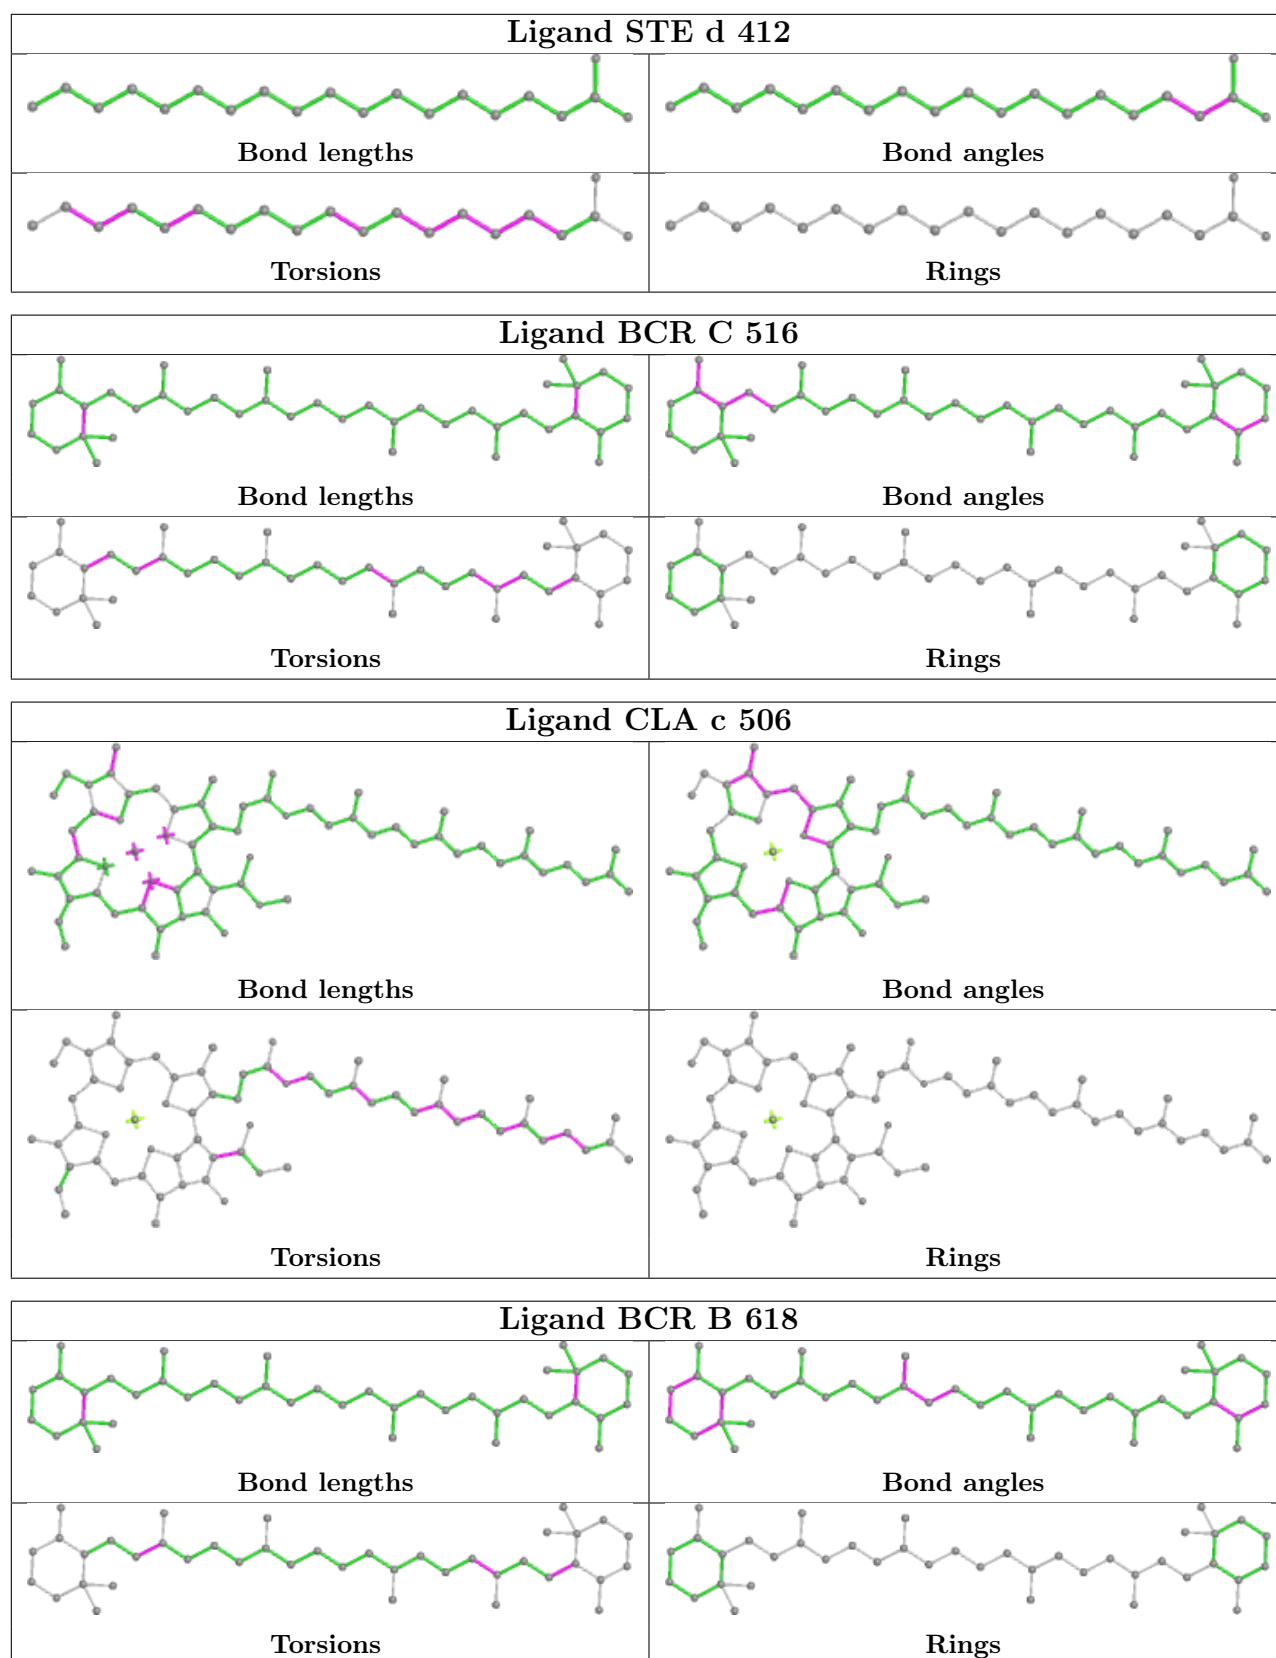 Ligand STE d 412
Bond lengths
Bond angles
Torsions
Rings
Ligand BCR C 516
Bond lengths
Bond angles
Torsions
Rings
Ligand CLA c 506
Bond lengths
Bond angles
Torsions
Rings
Ligand BCR B 618
Bond lengths
Bond angles
Torsions
Rings